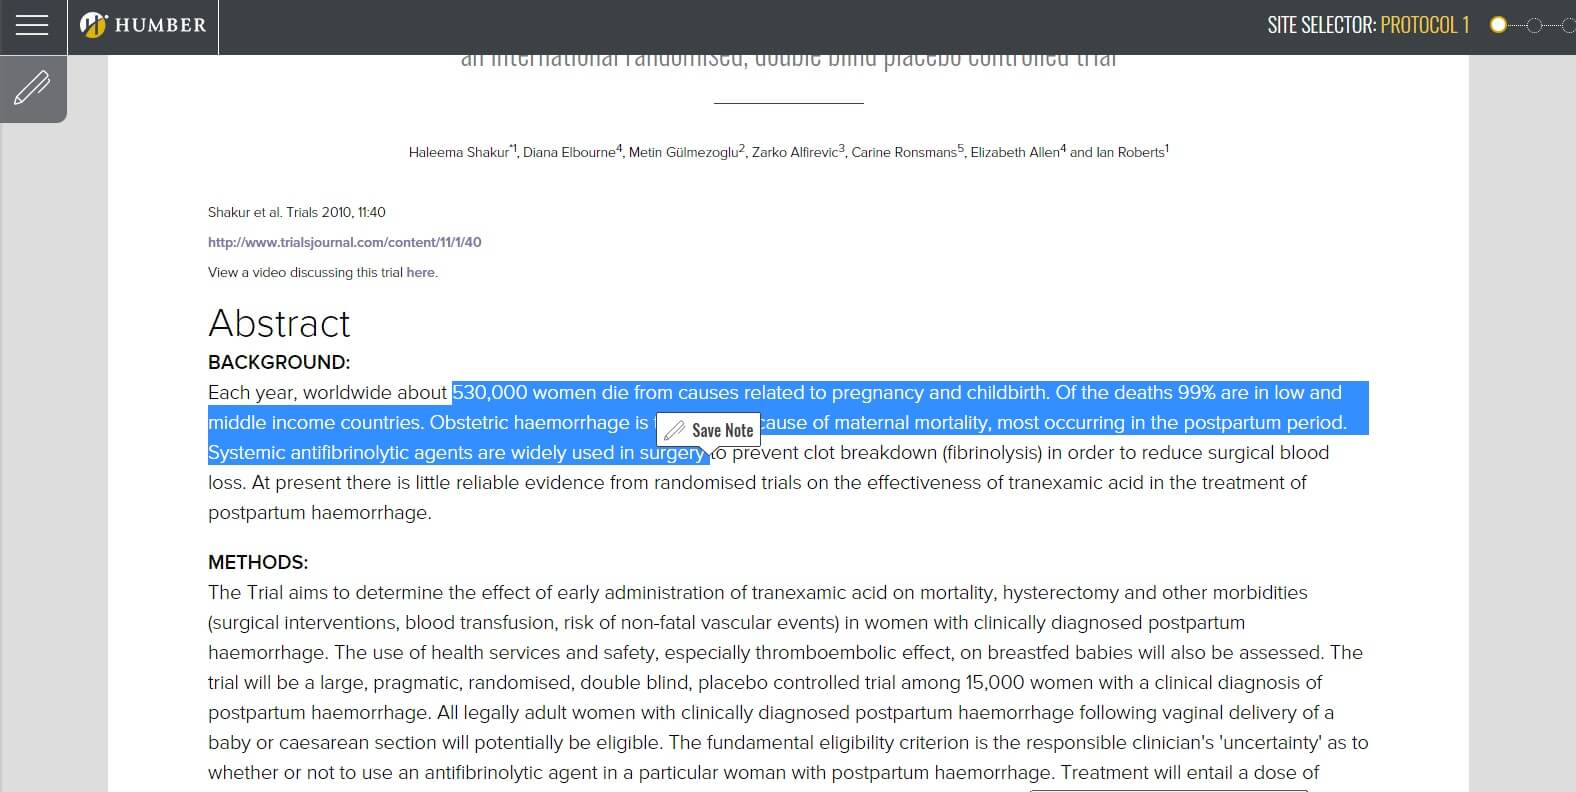 HUMBER
SITE SELECTOR: PROTOCOL 1
an international randomised, double blind placebo controlled trial
Haleema Shakur*1, Diana Elbourne4, Metin Gülmezoglu2, Zarko Alfirevic3, Carine Ronsmans5, Elizabeth Allen4 and Ian Roberts1
Shakur et al. Trials 2010, 11:40
http://www.trialsjournal.com/content/11/1/40
View a video discussing this trial here.
Abstract
BACKGROUND:
Each year, worldwide about 530,000 women die from causes related to pregnancy and childbirth. Of the deaths 99% are in low and
middle income countries. Obstetric haemorrhage is cause of maternal mortality, most occurring in the postpartum period.
Save Note
Systemic antifibrinolytic agents are widely used in surgery to prevent clot breakdown (fibrinolysis) in order to reduce surgical blood
loss. At present there is little reliable evidence from randomised trials on the effectiveness of tranexamic acid in the treatment of
postpartum haemorrhage.
METHODS:
The Trial aims to determine the effect of early administration of tranexamic acid on mortality, hysterectomy and other morbidities
(surgical interventions, blood transfusion, risk of non-fatal vascular events) in women with clinically diagnosed postpartum
haemorrhage. The use of health services and safety, especially thromboembolic effect, on breastfed babies will also be assessed. The
trial will be a large, pragmatic, randomised, double blind, placebo controlled trial among 15,000 women with a clinical diagnosis of
postpartum haemorrhage. All legally adult women with clinically diagnosed postpartum haemorrhage following vaginal delivery of a
baby or caesarean section will potentially be eligible. The fundamental eligibility criterion is the responsible clinician's 'uncertainty' as to
whether or not to use an antifibrinolytic agent in a particular woman with postpartum haemorrhage. Treatment will entail a dose of